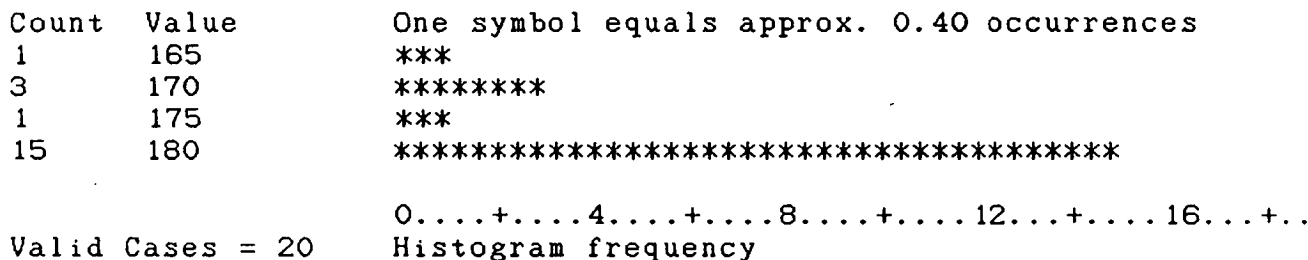 Count Value One symbol equals approx. 0.40 occurrences
1 165 ***
3 170 ********
1 175 ***
15 180 **************************************
0....+....4....+....8....+....12...+....16...+..
Valid Cases = 20 Histogram frequency